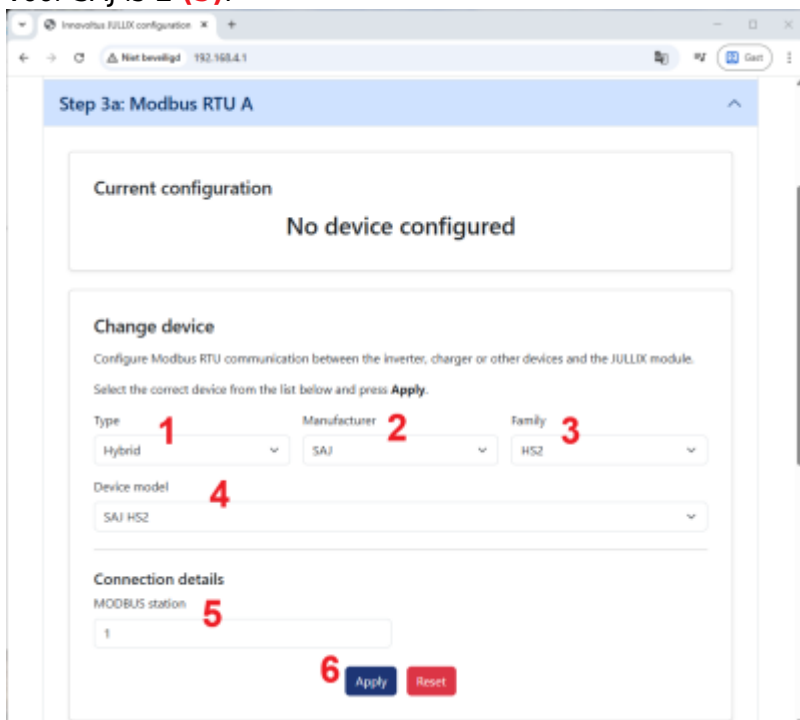 Innovoltus JULLIX configuration
Niet beveiligd 192.168.4.1
Gast
Step 3a: Modbus RTU A
Current configuration
No device configured
Change device
Configure Modbus RTU communication between the inverter, charger or other devices and the JULLIX module.
Select the correct device from the list below and press Apply.
Type 1 Manufacturer 2 Family 3
Hybrid SAJ HS2
Device model 4
SAJ HS2
Connection details
MODBUS station 5
1
6 Apply Reset